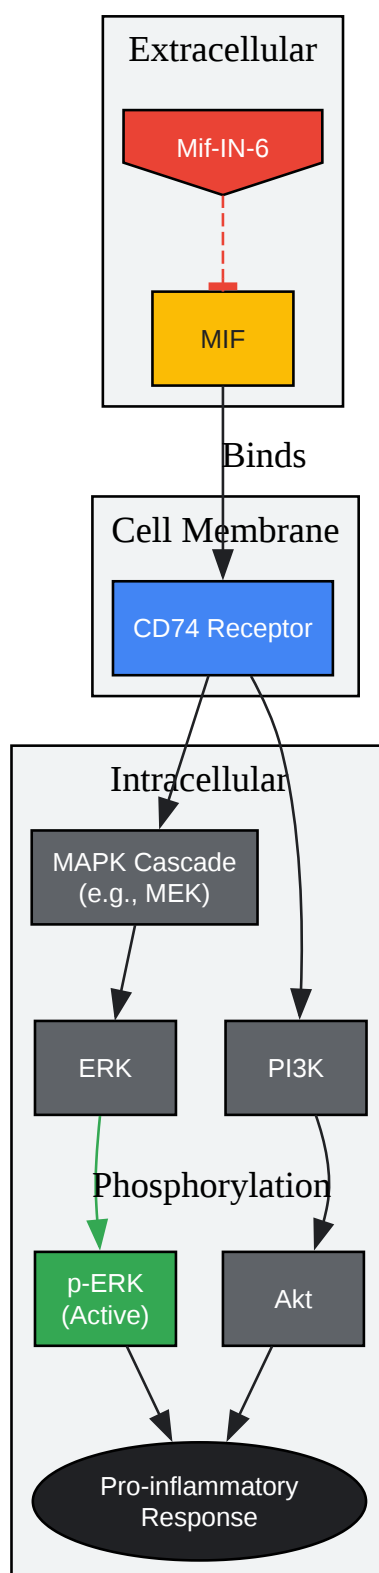 Extracellular
Mif-IN-6
MIF
Binds
Cell Membrane
CD74 Receptor
Intracellular
MAPK Cascade
(e.g., MEK)
ERK
PI3K
Phosphorylation
p-ERK
(Active)
Akt
Pro-inflammatory
Response